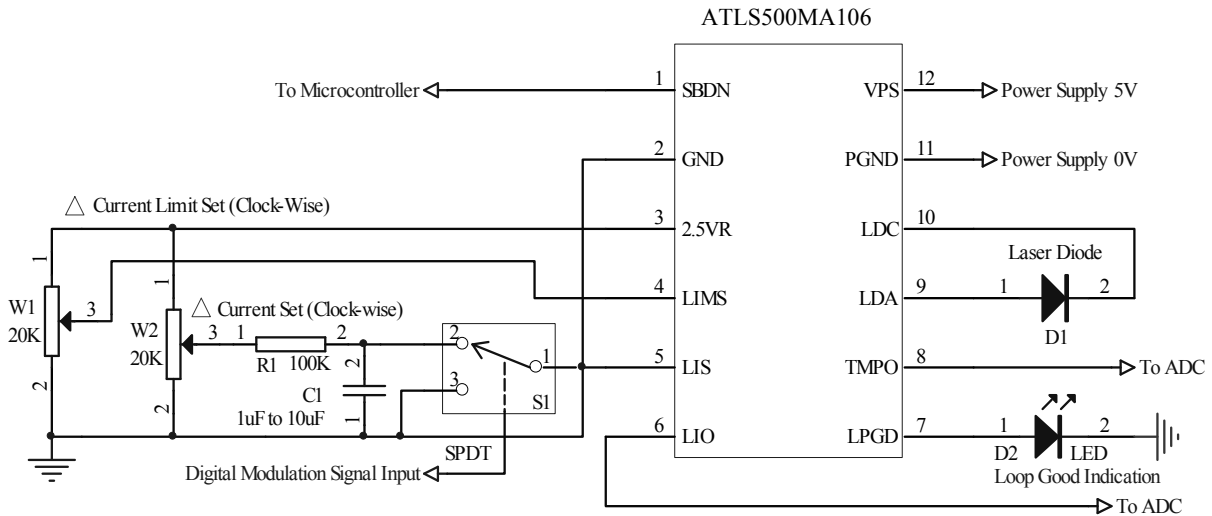 ATLS500MA106
To Microcontroller
1
SBDN
VPS
12
Power Supply 5V
2
GND
PGND
11
Power Supply 0V
△ Current Limit Set (Clock-Wise)
3
2.5VR
LDC
10
1
1
Laser Diode
W1
20K
3
4
LIMS
LDA
9
1
2
D1
△ Current Set (Clock-wise)
W2
20K
3
1
R1
2
100K
2
1
3
S1
5
LIS
TMPO
8
To ADC
2
2
2
C1
1uF to 10uF
1
6
LIO
LPGD
7
1
2
D2
LED
SPDT
Digital Modulation Signal Input
Loop Good Indication
To ADC